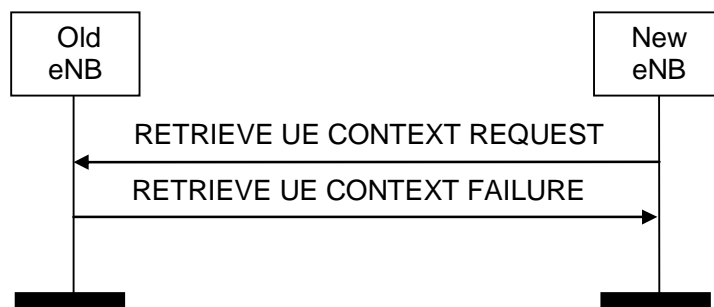 Old
eNB
New
eNB
RETRIEVE UE CONTEXT REQUEST
RETRIEVE UE CONTEXT FAILURE